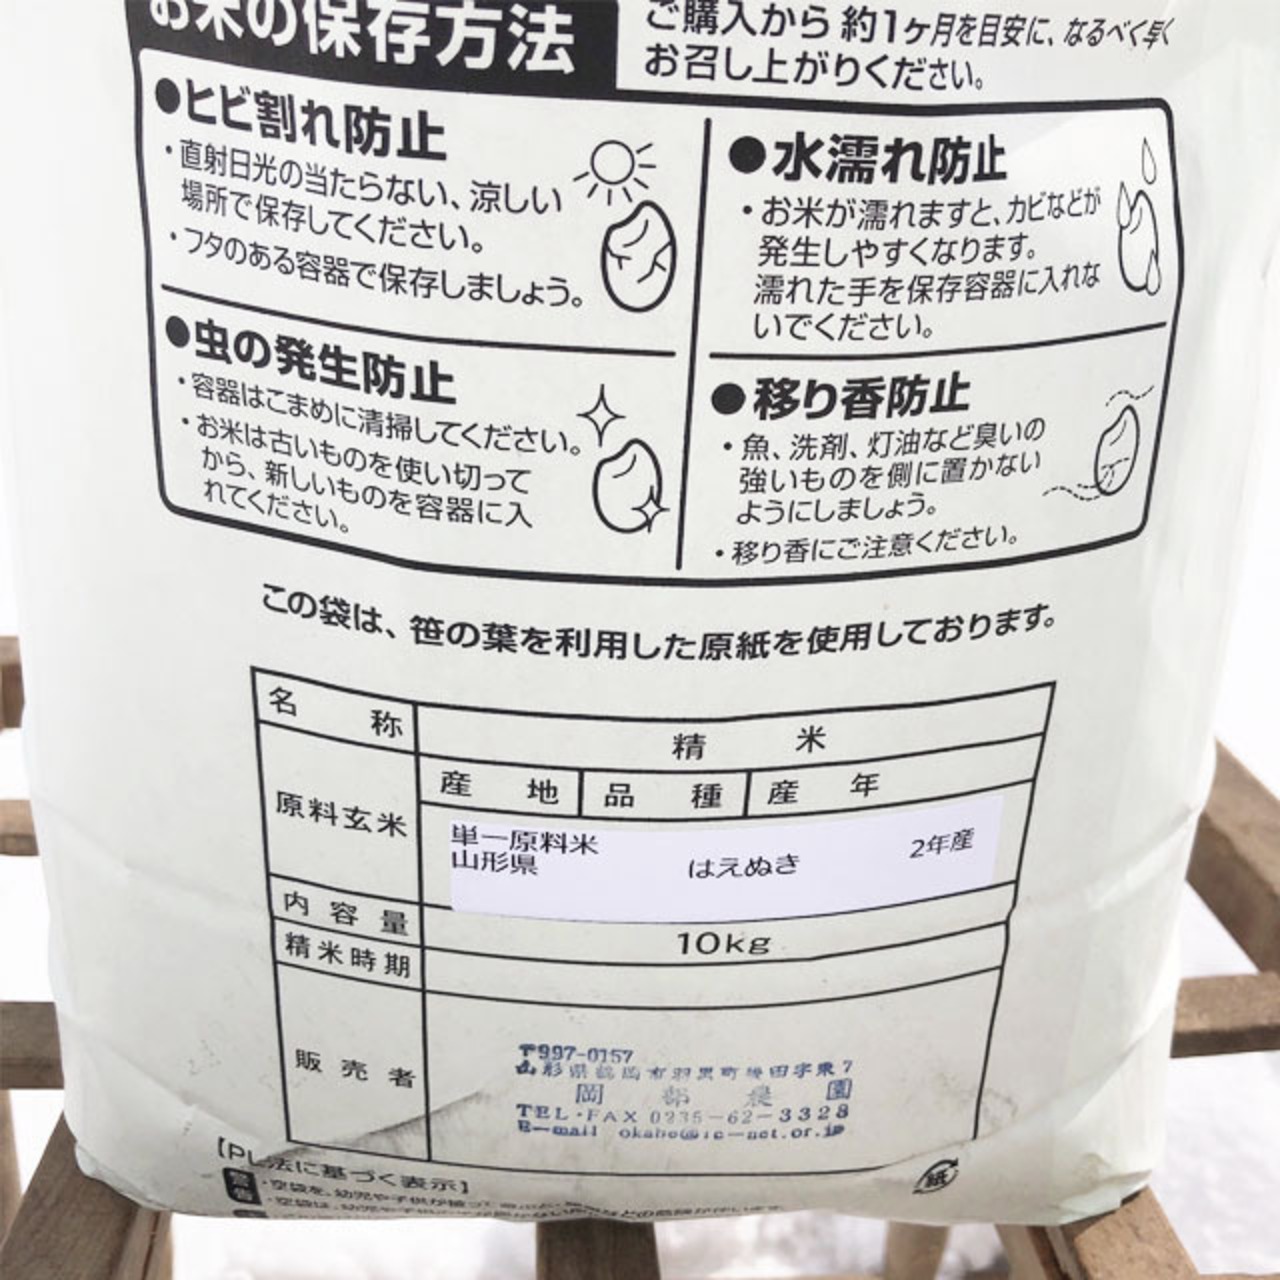 お米の保存方法
ご購入から 約1ヶ月を目安に、なるべく早く
お召し上がりください。
●ヒビ割れ防止
・直射日光の当たらない、涼しい
場所で保存してください。
・フタのある容器で保存しましょう。
●水濡れ防止
・お米が濡れますと、カビなどが
発生しやすくなります。
濡れた手を保存容器に入れな
いでください。
●虫の発生防止
・容器はこまめに清掃してください。
・お米は古いものを使い切って
から、新しいものを容器に入
れてください。
●移り香防止
・魚、洗剤、灯油など臭いの
強いものを側に置かない
ようにしましょう。
・移り香にご注意ください。
この袋は、笹の葉を利用した原紙を使用しております。
名称 精米
原料玄米 産地 品種 産年
単一原料米
山形県 はえぬき 2年産
内容量 10kg
精米時期
販売者
〒997-0157
山形県鶴岡市羽黒町 田字東7
岡部農園
TEL・FAX 0235-62-3328
E-mail
【PL法に基づく表示】
警告
紙